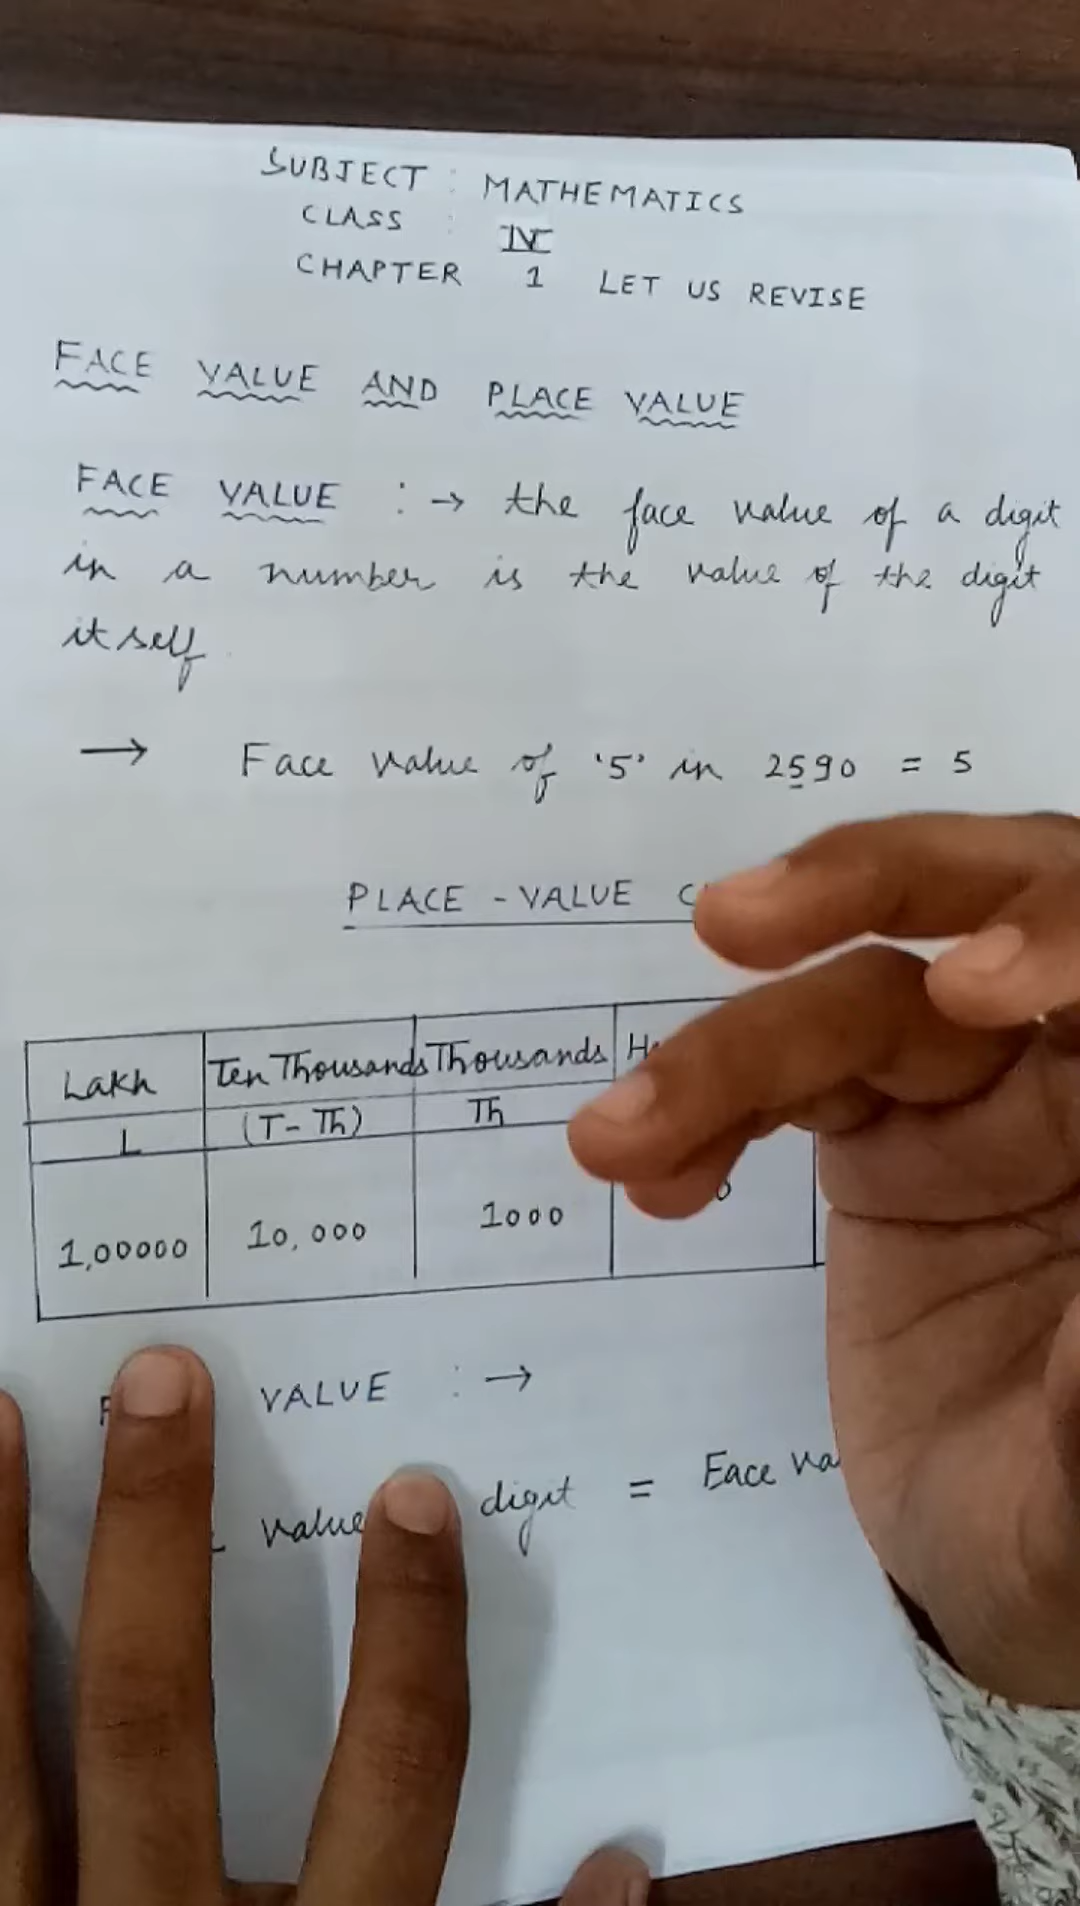 SUBJECT : MATHEMATICS
CLASS : IV
CHAPTER 1 LET US REVISE
FACE VALUE AND PLACE VALUE
FACE VALUE :→ the face value of a digit
in a number is the value of the digit
itself
→ Face value of '5' in 2590 = 5
PLACE - VALUE
Lakh Ten Thousands Thousands
L (T-Th) Th
1,00000 10,000 1000
VALUE :→
value digit = Face